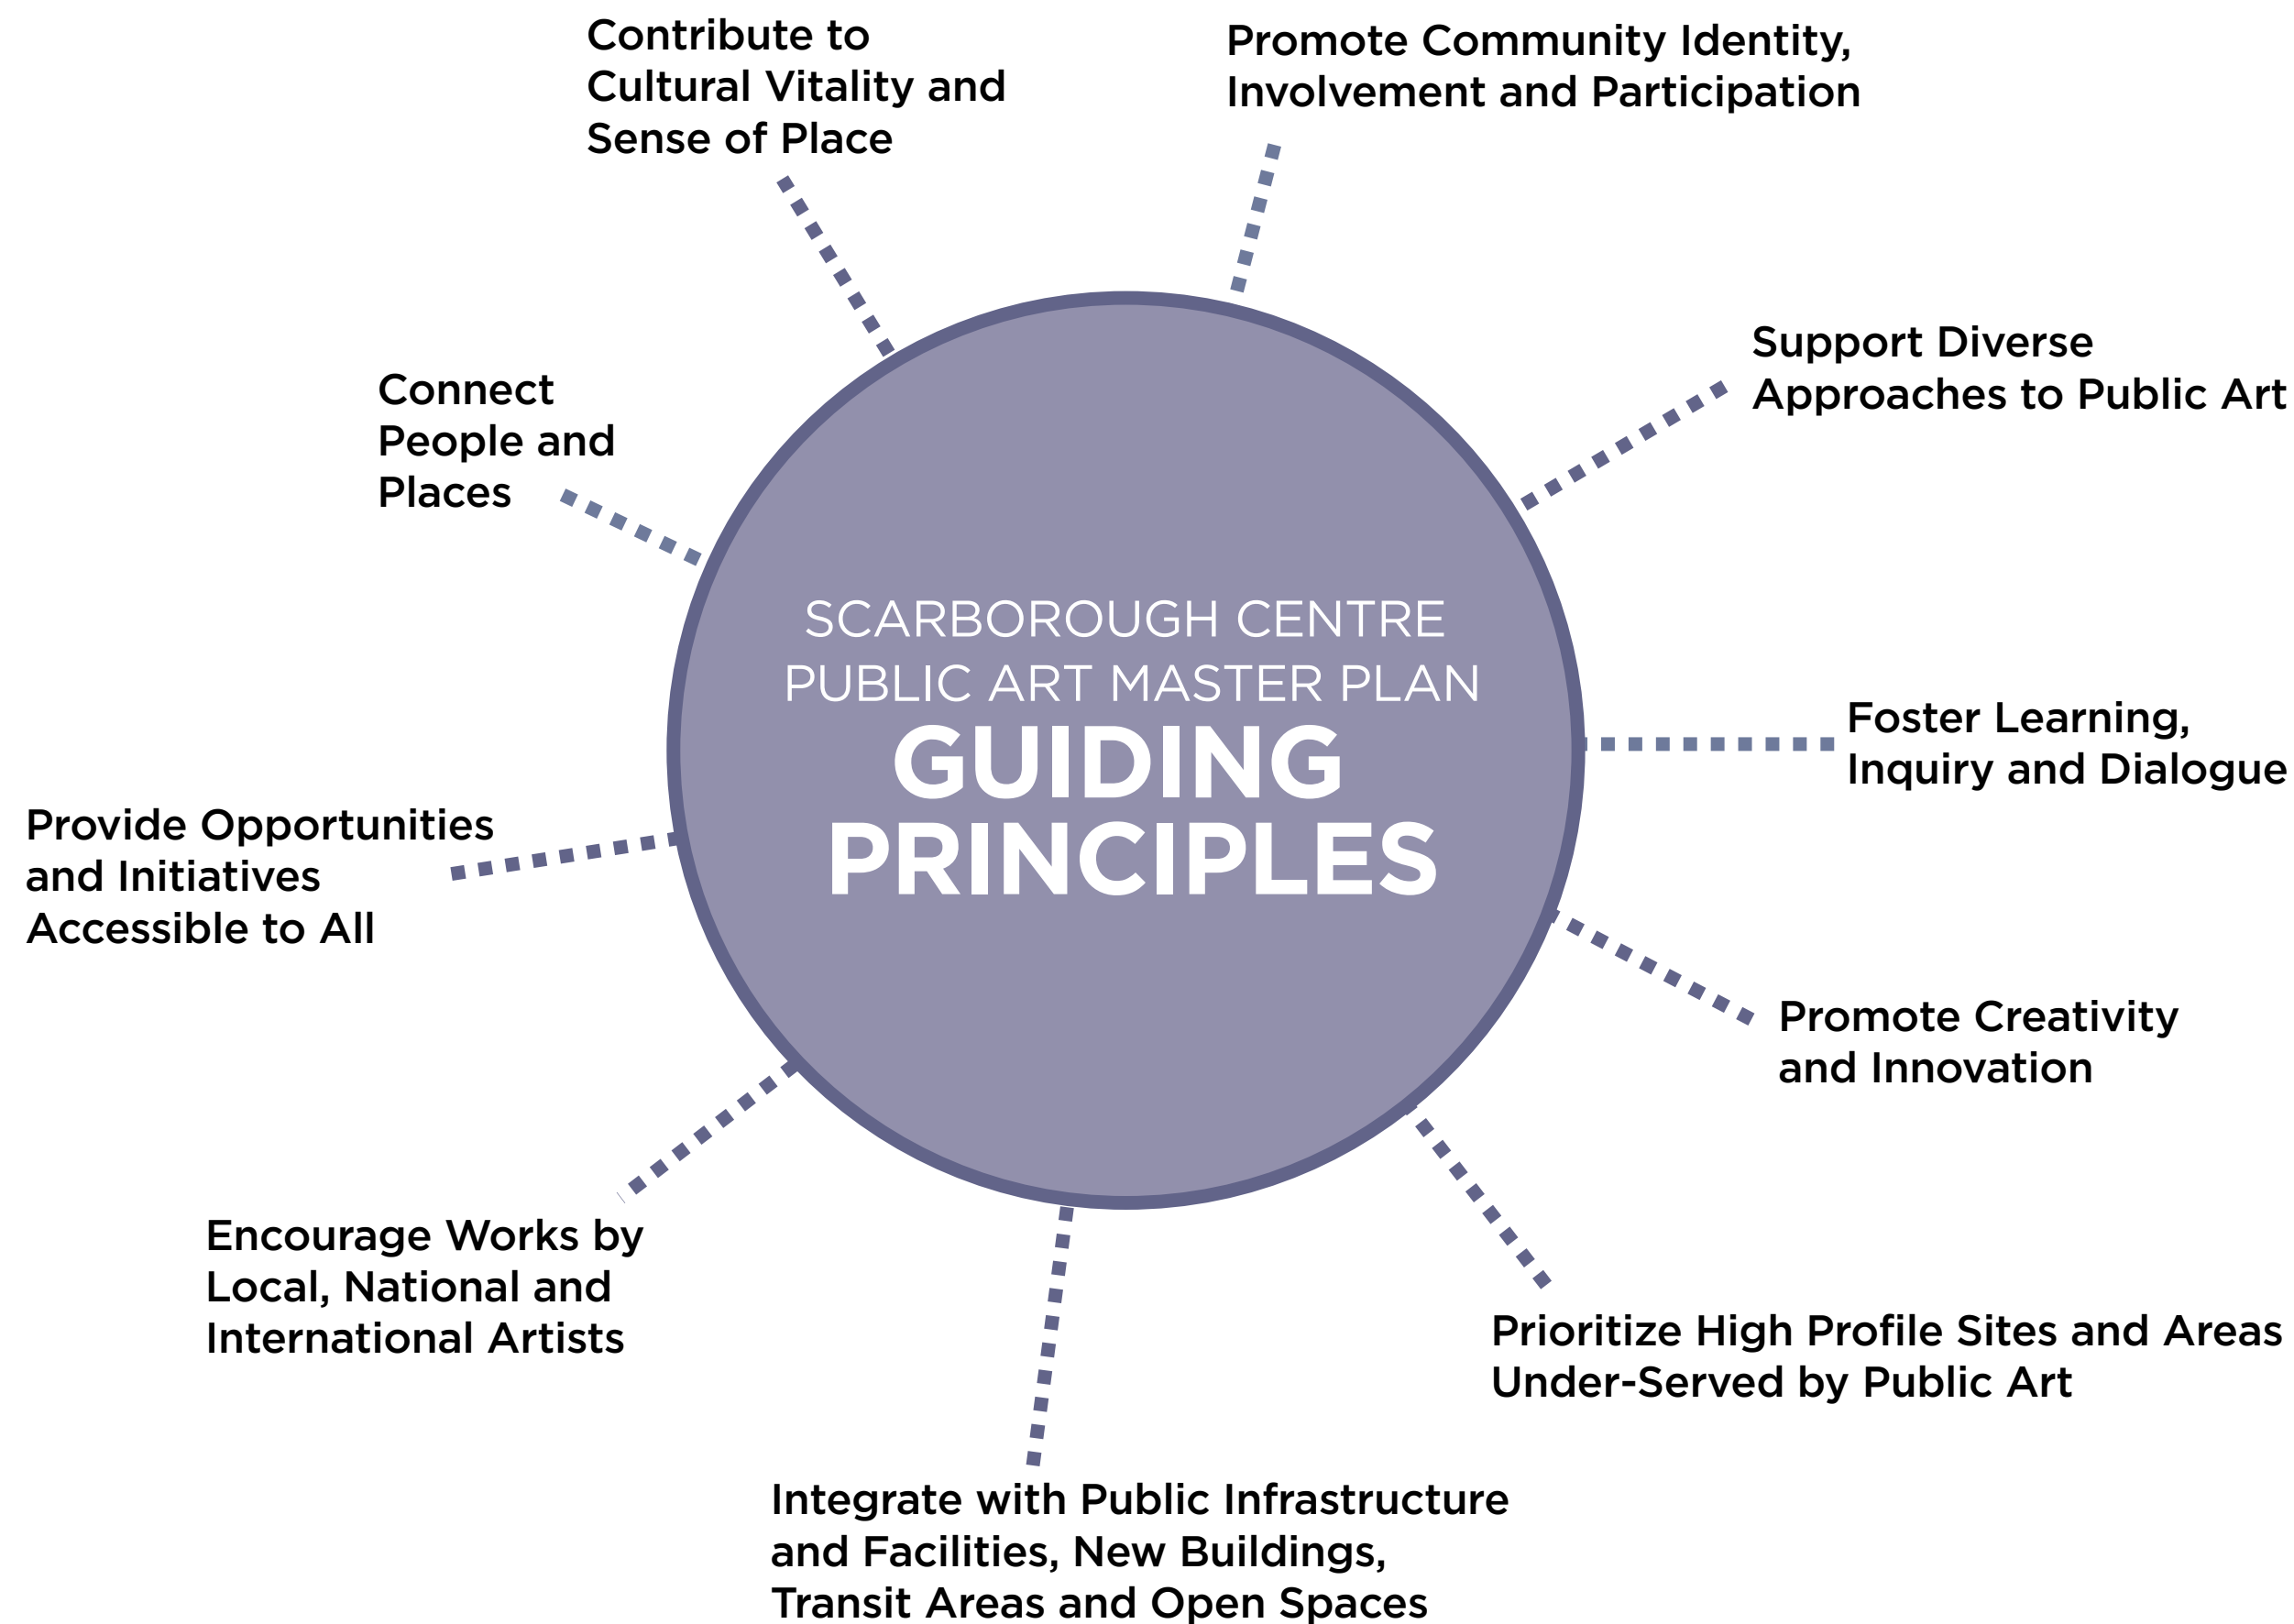 Contribute to
Cultural Vitality and
Sense of Place
Promote Community Identity,
Involvement and Participation
Support Diverse
Approaches to Public Art
Connect
People and
Places
SCARBOROUGH CENTRE
PUBLIC ART MASTER PLAN
GUIDING
PRINCIPLES
Foster Learning,
Inquiry and Dialogue
Provide Opportunities
and Initiatives
Accessible to All
Promote Creativity
and Innovation
Encourage Works by
Local, National and
International Artists
Prioritize High Profile Sites and Areas
Under-Served by Public Art
Integrate with Public Infrastructure
and Facilities, New Buildings,
Transit Areas and Open Spaces